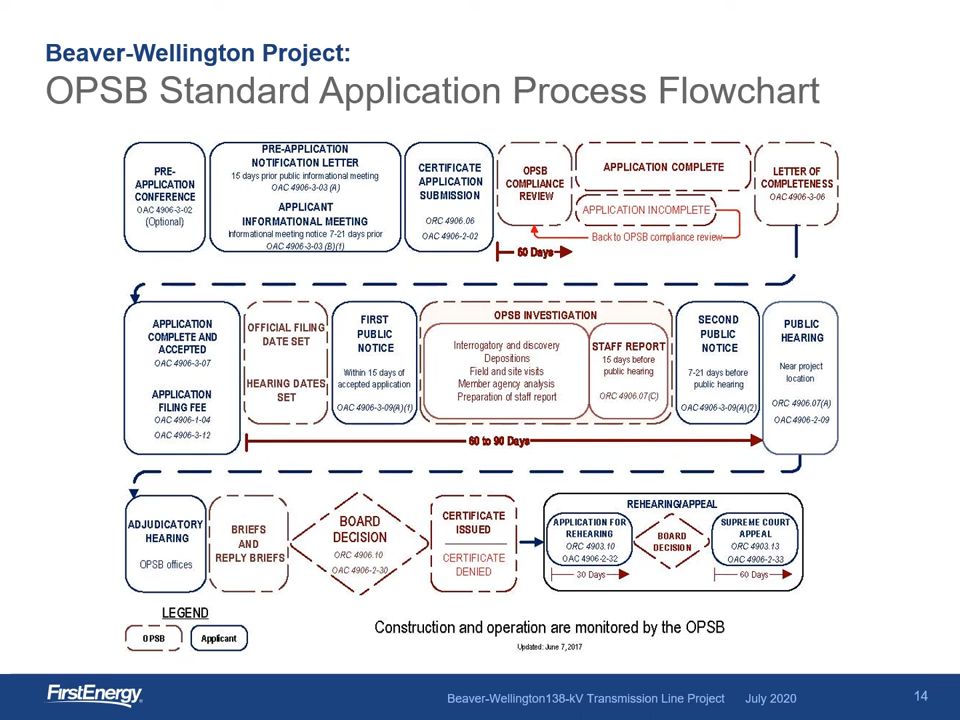 Beaver-Wellington Project:
OPSB Standard Application Process Flowchart
PRE-
APPLICATION
CONFERENCE
OAC 4906-3-02
(Optional)
PRE-APPLICATION
NOTIFICATION LETTER
15 days prior public informational meeting
OAC 4906-3-03 (A)
APPLICANT
INFORMATIONAL MEETING
Informational meeting notice 7-21 days prior
OAC 4906-3-03 (B)(1)
CERTIFICATE
APPLICATION
SUBMISSION
ORC 4906.06
OAC 4906-2-02
OPSB
COMPLIANCE
REVIEW
APPLICATION COMPLETE
APPLICATION INCOMPLETE
Back to OPSB compliance review
60 Days
LETTER OF
COMPLETENESS
OAC 4906-3-06
APPLICATION
COMPLETE AND
ACCEPTED
OAC 4906-3-07
APPLICATION
FILING FEE
OAC 4906-1-04
OAC 4906-3-12
OFFICIAL FILING
DATE SET
HEARING DATES
SET
FIRST
PUBLIC
NOTICE
Within 15 days of
accepted application
OAC 4906-3-09(A)(1)
OPSB INVESTIGATION
Interrogatory and discovery
Depositions
Field and site visits
Member agency analysis
Preparation of staff report
STAFF REPORT
15 days before
public hearing
ORC 4906.07(C)
SECOND
PUBLIC
NOTICE
7-21 days before
public hearing
OAC 4906-3-09(A)(2)
PUBLIC
HEARING
Near project
location
ORC 4906.07(A)
OAC 4906-2-09
60 to 90 Days
ADJUDICATORY
HEARING
OPSB offices
BRIEFS
AND
REPLY BRIEFS
BOARD
DECISION
ORC 4906.10
OAC 4906-2-30
CERTIFICATE
ISSUED
CERTIFICATE
DENIED
REHEARING/APPEAL
APPLICATION FOR
REHEARING
ORC 4903.10
OAC 4906-2-32
30 Days
BOARD
DECISION
SUPREME COURT
APPEAL
ORC 4903.13
OAC 4906-2-33
60 Days
LEGEND
OPSB
Applicant
Construction and operation are monitored by the OPSB
Updated: June 7, 2017
FirstEnergy®
Beaver-Wellington138-kV Transmission Line Project July 2020
14